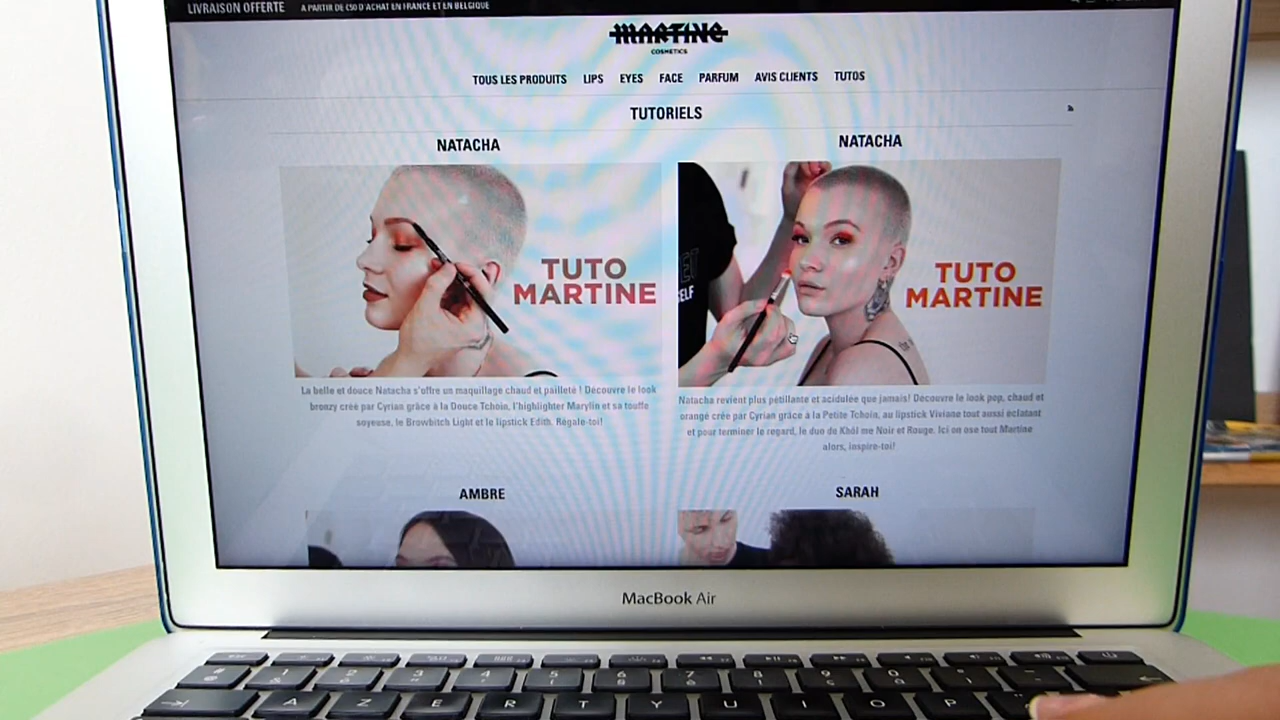 LIVRAISON OFFERTE A PARTIR DE €50 D'ACHAT EN FRANCE ET EN BELGIQUE
MARTINE
COSMETICS
TOUS LES PRODUITS LIPS EYES FACE PARFUM AVIS CLIENTS TUTOS
TUTORIELS
NATACHA
TUTO
MARTINE
La belle et douce Natacha s'offre un maquillage chaud et pailleté ! Découvre le look
bronzy créé par Cyrian grâce à la Douce Tchoin, l'highlighter Marylin et sa touffe
soyeuse, le Browbitch Light et le lipstick Edith. Régale-toi!
NATACHA
ELF
TUTO
MARTINE
Natacha revient plus pétillante et acidulée que jamais! Découvre le look pop, chaud et
orangé crée par Cyrian grâce à la Petite Tchoin, au lipstick Viviane tout aussi éclatant
et pour terminer le regard, le duo de Khôl me Noir et Rouge. Ici on ose tout Martine
alors, inspire-toi!
AMBRE
SARAH
MacBook Air
A Z E R T Y U I O P